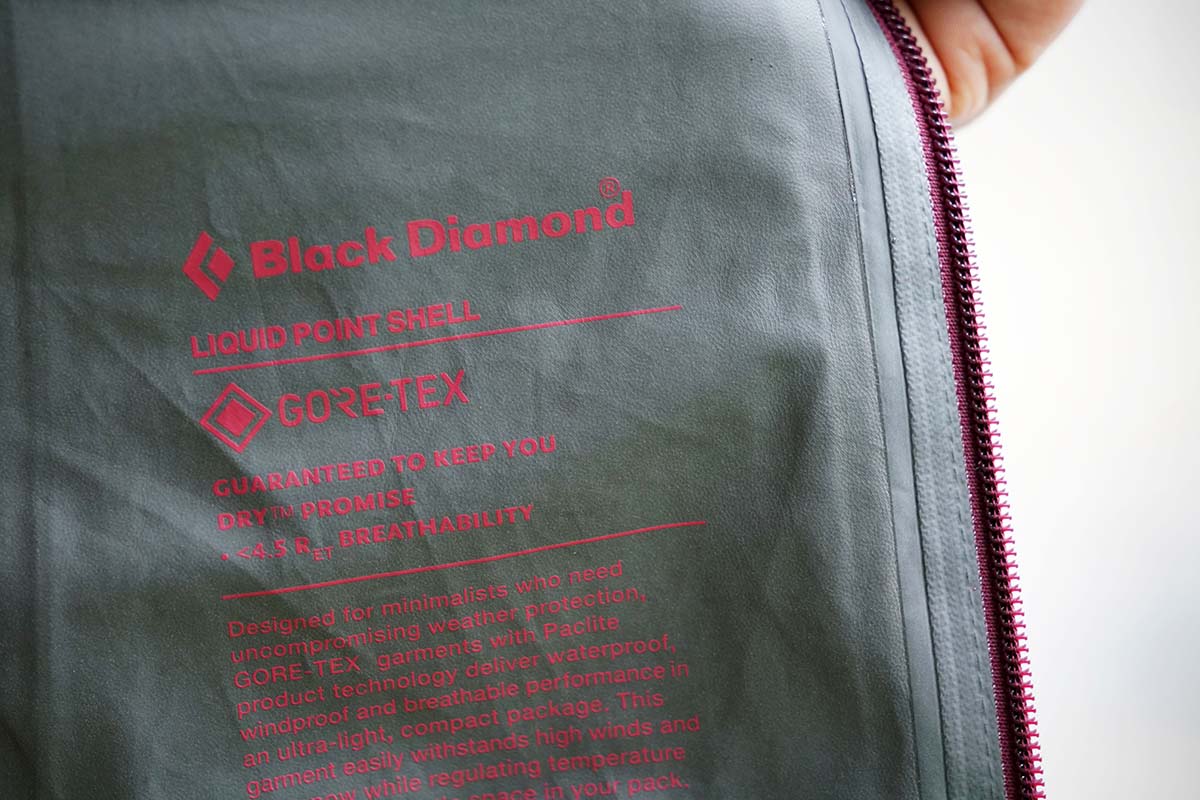 Black Diamond®
LIQUID POINT SHELL
GORE-TEX
GUARANTEED TO KEEP YOU
DRY™ PROMISE
• <4.5 RET BREATHABILITY
Designed for minimalists who need
uncompromising weather protection,
GORE-TEX garments with Paclite
product technology deliver waterproof,
windproof and breathable performance in
an ultra-light, compact package. This
garment easily withstands high winds and
while regulating temperature
space in your pack.